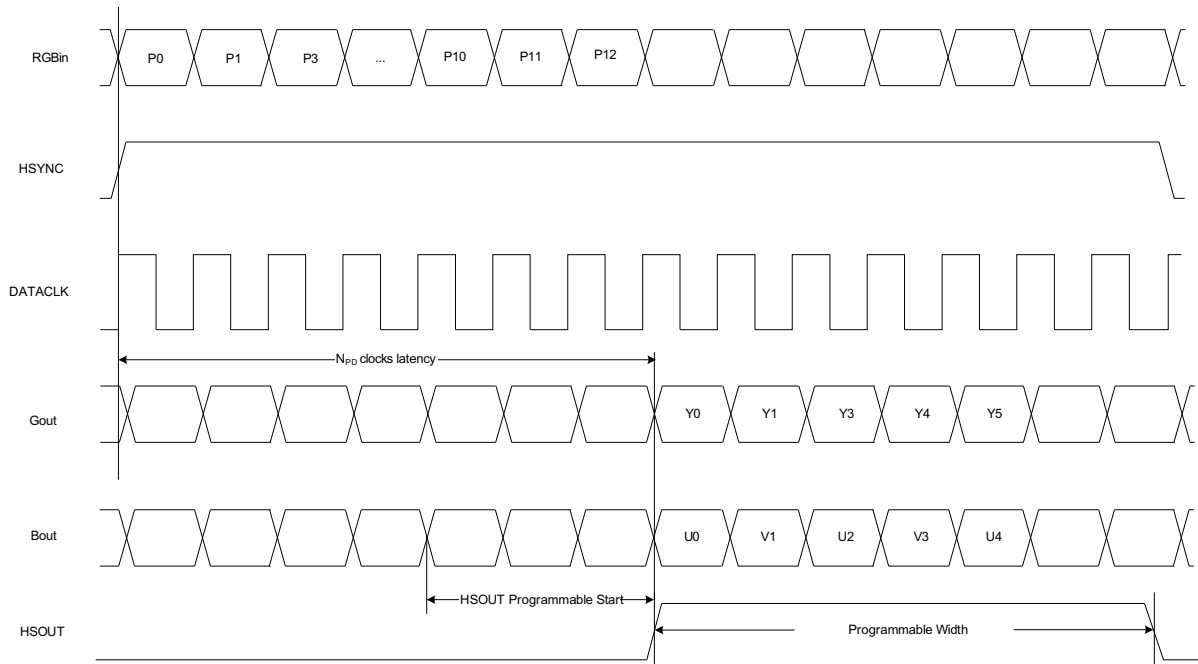 RGBin P0 P1 P3 ... P10 P11 P12
HSYNC
DATACLK
N_PD clocks latency
Gout Y0 Y1 Y3 Y4 Y5
Bout U0 V1 U2 V3 U4
HSOUT Programmable Start
HSOUT Programmable Width